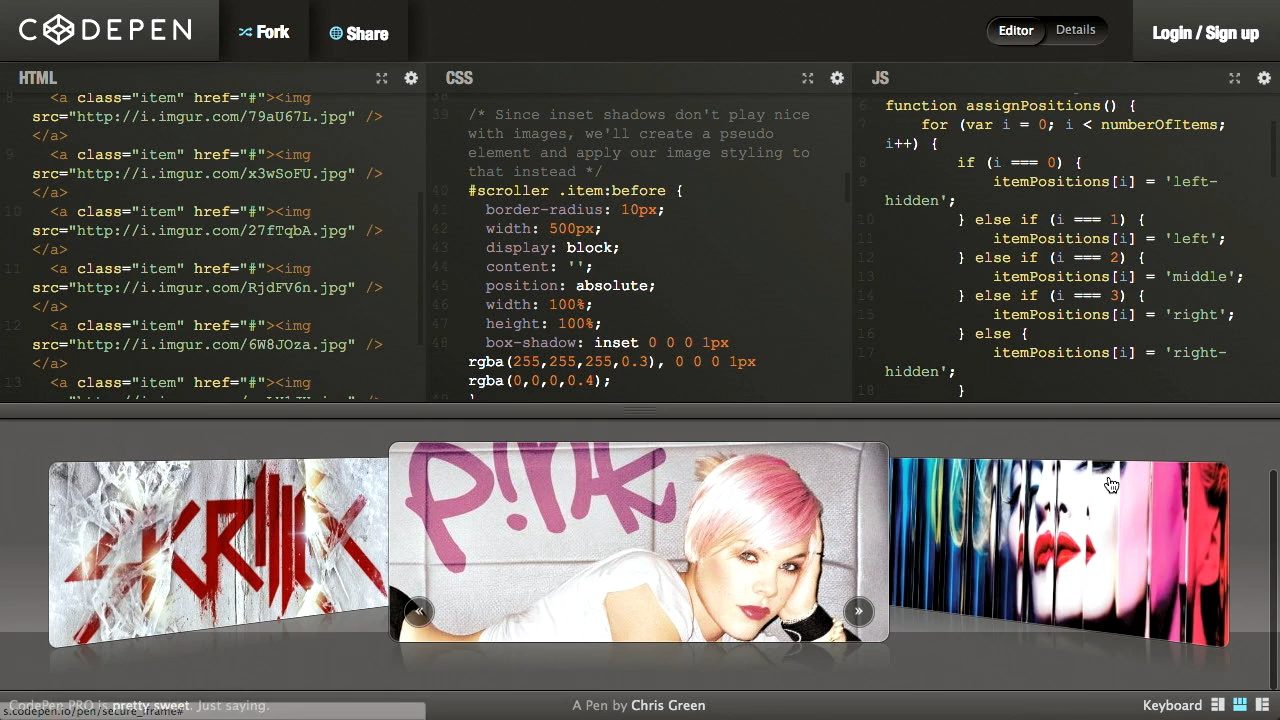 CODEPEN
Fork
Share
Editor
Details
Login / Sign up
HTML
8 <a class="item" href="#"><img
src="http://i.imgur.com/79aU67L.jpg" />
</a>
9 <a class="item" href="#"><img
src="http://i.imgur.com/x3wSoFU.jpg" />
</a>
10 <a class="item" href="#"><img
src="http://i.imgur.com/27fTqbA.jpg" />
</a>
11 <a class="item" href="#"><img
src="http://i.imgur.com/RjdFV6n.jpg" />
</a>
12 <a class="item" href="#"><img
src="http://i.imgur.com/6W8JOza.jpg" />
</a>
13 <a class="item" href="#"><img
CSS
38
39 /* Since inset shadows don't play nice
with images, we'll create a pseudo
element and apply our image styling to
that instead */
40 #scroller .item:before {
41 border-radius: 10px;
42 width: 500px;
43 display: block;
44 content: '';
45 position: absolute;
46 width: 100%;
47 height: 100%;
48 box-shadow: inset 0 0 0 1px
rgba(255,255,255,0.3), 0 0 0 1px
rgba(0,0,0,0.4);
JS
6 function assignPositions() {
7 for (var i = 0; i < numberOfItems;
i++) {
8 if (i === 0) {
9 itemPositions[i] = 'left-
hidden';
10 } else if (i === 1) {
11 itemPositions[i] = 'left';
12 } else if (i === 2) {
13 itemPositions[i] = 'middle';
14 } else if (i === 3) {
15 itemPositions[i] = 'right';
16 } else {
17 itemPositions[i] = 'right-
hidden';
18 }
SKRILLEX
P!nk
«
»
CodePen PRO is pretty sweet. Just saying.
s.codepen.io/pen/secure_frame#
A Pen by Chris Green
Keyboard